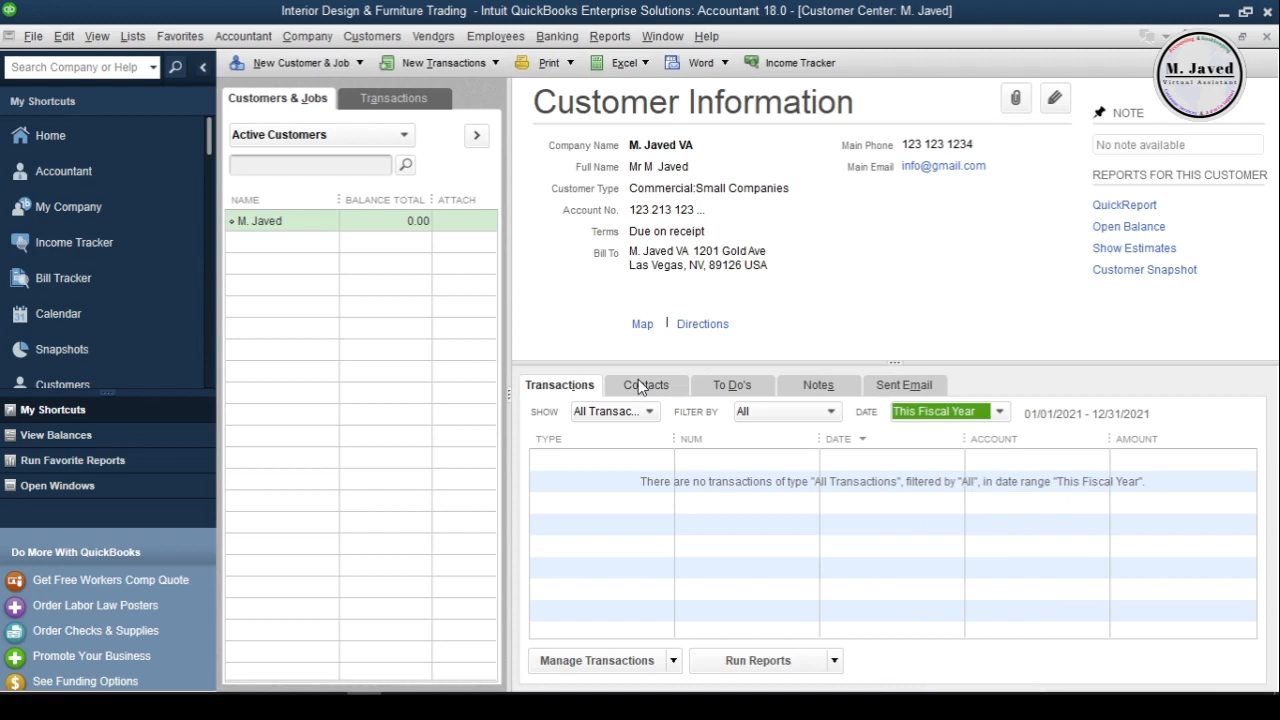 Interior Design & Furniture Trading - Intuit QuickBooks Enterprise Solutions: Accountant 18.0 - [Customer Center: M. Javed]
File Edit View Lists Favorites Accountant Company Customers Vendors Employees Banking Reports Window Help
Search Company or Help
New Customer & Job New Transactions Print Excel Word Income Tracker
My Shortcuts
Home
Accountant
My Company
Income Tracker
Bill Tracker
Calendar
Snapshots
Customers
My Shortcuts
View Balances
Run Favorite Reports
Open Windows
Do More With QuickBooks
Get Free Workers Comp Quote
Order Labor Law Posters
Order Checks & Supplies
Promote Your Business
See Funding Options
Customers & Jobs Transactions
Active Customers
NAME BALANCE TOTAL ATTACH
M. Javed 0.00
Customer Information
Company Name M. Javed VA
Full Name Mr M Javed
Customer Type Commercial:Small Companies
Account No. 123 213 123 ...
Terms Due on receipt
Bill To M. Javed VA 1201 Gold Ave
Las Vegas, NV, 89126 USA
Map | Directions
Main Phone 123 123 1234
Main Email info@gmail.com
M. Javed
Virtual Assistant
NOTE
No note available
REPORTS FOR THIS CUSTOMER
QuickReport
Open Balance
Show Estimates
Customer Snapshot
Transactions Contacts To Do's Notes Sent Email
SHOW All Transac... FILTER BY All DATE This Fiscal Year 01/01/2021 - 12/31/2021
TYPE NUM DATE ACCOUNT AMOUNT
There are no transactions of type "All Transactions", filtered by "All", in date range "This Fiscal Year".
Manage Transactions Run Reports